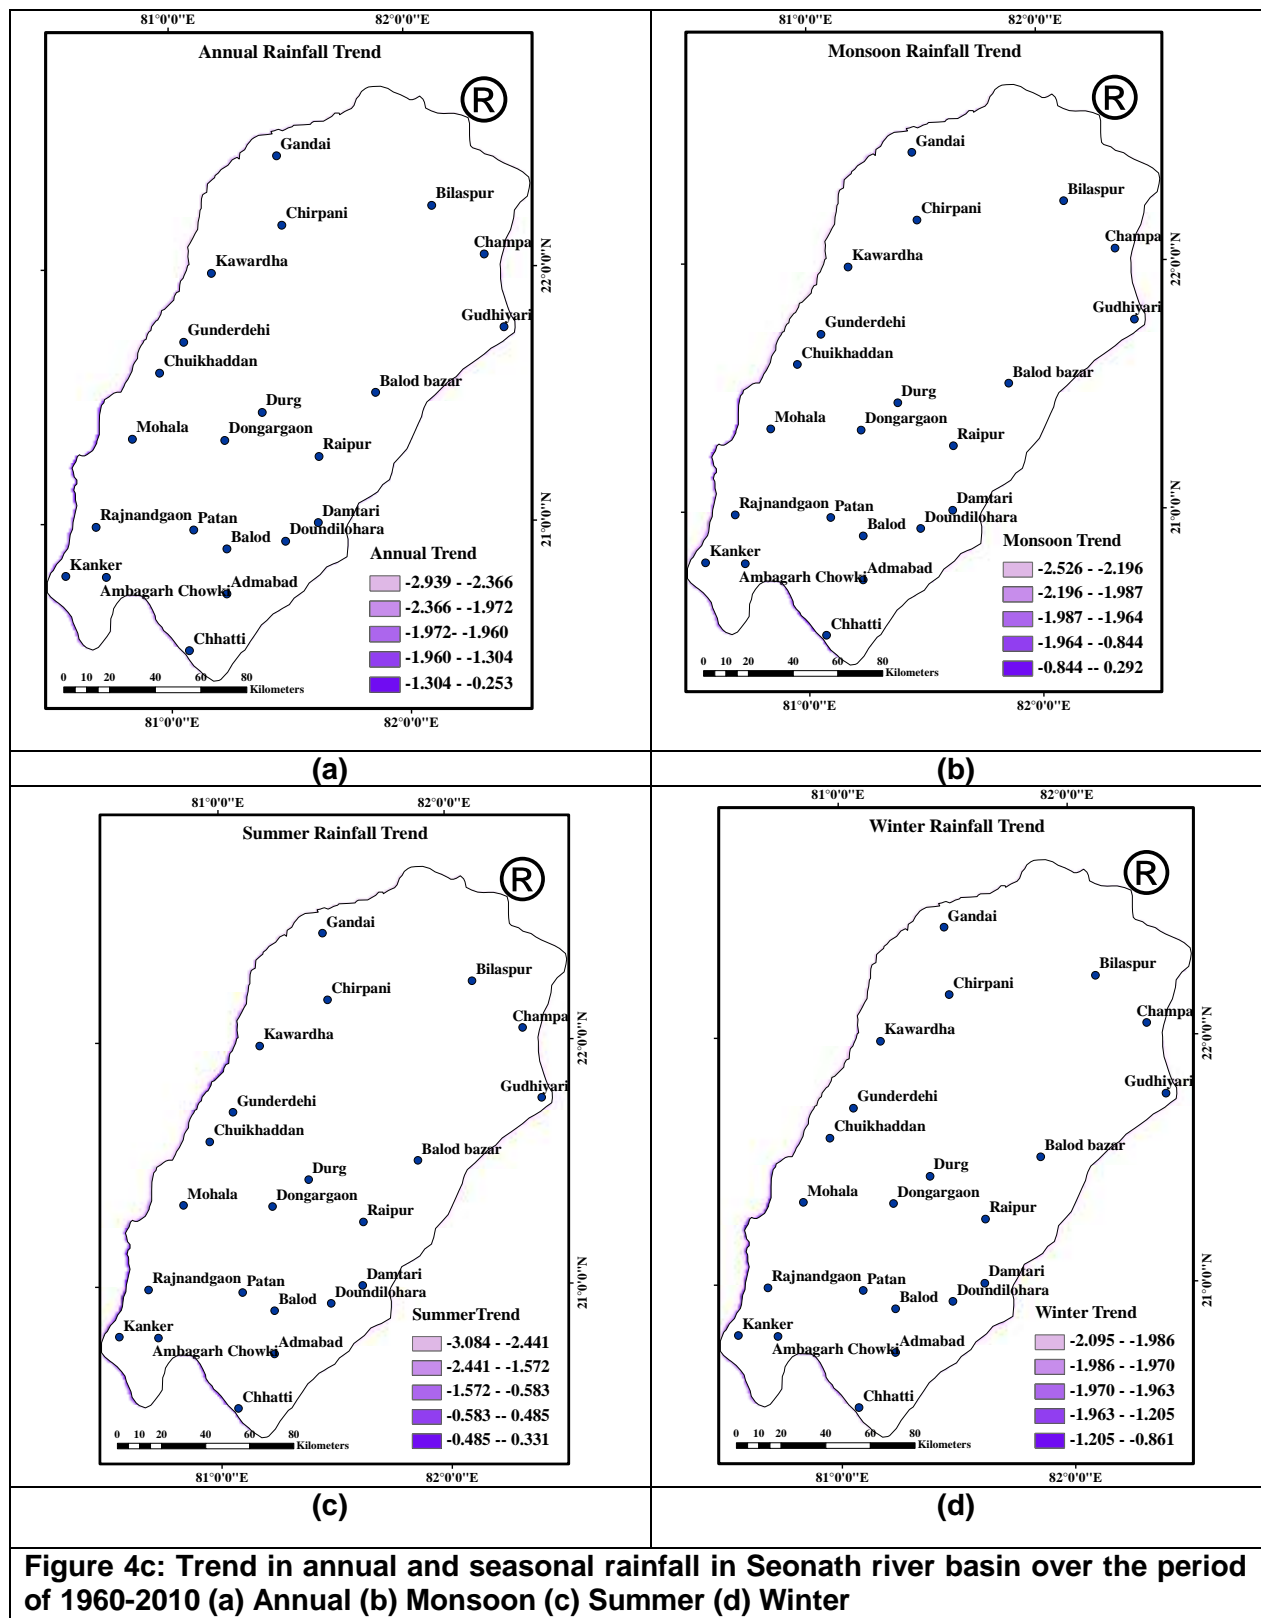 81°0'0"E 82°0'0"E
Annual Rainfall Trend
R
Gandai
Bilaspur
Chirpani
Champa
Kawardha
22°0'0"N
Gudhiyari
Gunderdehi
Chuikhaddan
Balod bazar
Durg
Mohala
Dongargaon
Raipur
Damtari
Rajnandgaon
Patan
Doundilohara
Balod
21°0'0"N
Annual Trend
Kanker
Admabad
Ambagarh Chowki
-2.939 - -2.366
-2.366 - -1.972
-1.972- -1.960
-1.960 - -1.304
-1.304 - -0.253
Chhatti
0 10 20 40 60 80
Kilometers
81°0'0"E 82°0'0"E
(a)
81°0'0"E 82°0'0"E
Monsoon Rainfall Trend
R
Gandai
Bilaspur
Chirpani
Champa
Kawardha
22°0'0"N
Gudhiyari
Gunderdehi
Chuikhaddan
Balod bazar
Durg
Mohala
Dongargaon
Raipur
Damtari
Rajnandgaon
Patan
Doundilohara
Balod
21°0'0"N
Monsoon Trend
Kanker
Admabad
Ambagarh Chowki
-2.526 - -2.196
-2.196 - -1.987
-1.987 - -1.964
-1.964 - -0.844
-0.844 -- 0.292
Chhatti
0 10 20 40 60 80
Kilometers
81°0'0"E 82°0'0"E
(b)
81°0'0"E 82°0'0"E
Summer Rainfall Trend
R
Gandai
Bilaspur
Chirpani
Champa
Kawardha
22°0'0"N
Gudhiyari
Gunderdehi
Chuikhaddan
Balod bazar
Durg
Mohala
Dongargaon
Raipur
Damtari
Rajnandgaon
Patan
Doundilohara
Balod
21°0'0"N
SummerTrend
Kanker
Admabad
Ambagarh Chowki
-3.084 - -2.441
-2.441 - -1.572
-1.572 - -0.583
-0.583 -- 0.485
-0.485 -- 0.331
Chhatti
0 10 20 40 60 80
Kilometers
81°0'0"E 82°0'0"E
(c)
81°0'0"E 82°0'0"E
Winter Rainfall Trend
R
Gandai
Bilaspur
Chirpani
Champa
Kawardha
22°0'0"N
Gudhiyari
Gunderdehi
Chuikhaddan
Balod bazar
Durg
Mohala
Dongargaon
Raipur
Damtari
Rajnandgaon
Patan
Doundilohara
Balod
21°0'0"N
Winter Trend
Kanker
Admabad
Ambagarh Chowki
-2.095 - -1.986
-1.986 - -1.970
-1.970 - -1.963
-1.963 - -1.205
-1.205 - -0.861
Chhatti
0 10 20 40 60 80
Kilometers
81°0'0"E 82°0'0"E
(d)
Figure 4c: Trend in annual and seasonal rainfall in Seonath river basin over the period
of 1960-2010 (a) Annual (b) Monsoon (c) Summer (d) Winter